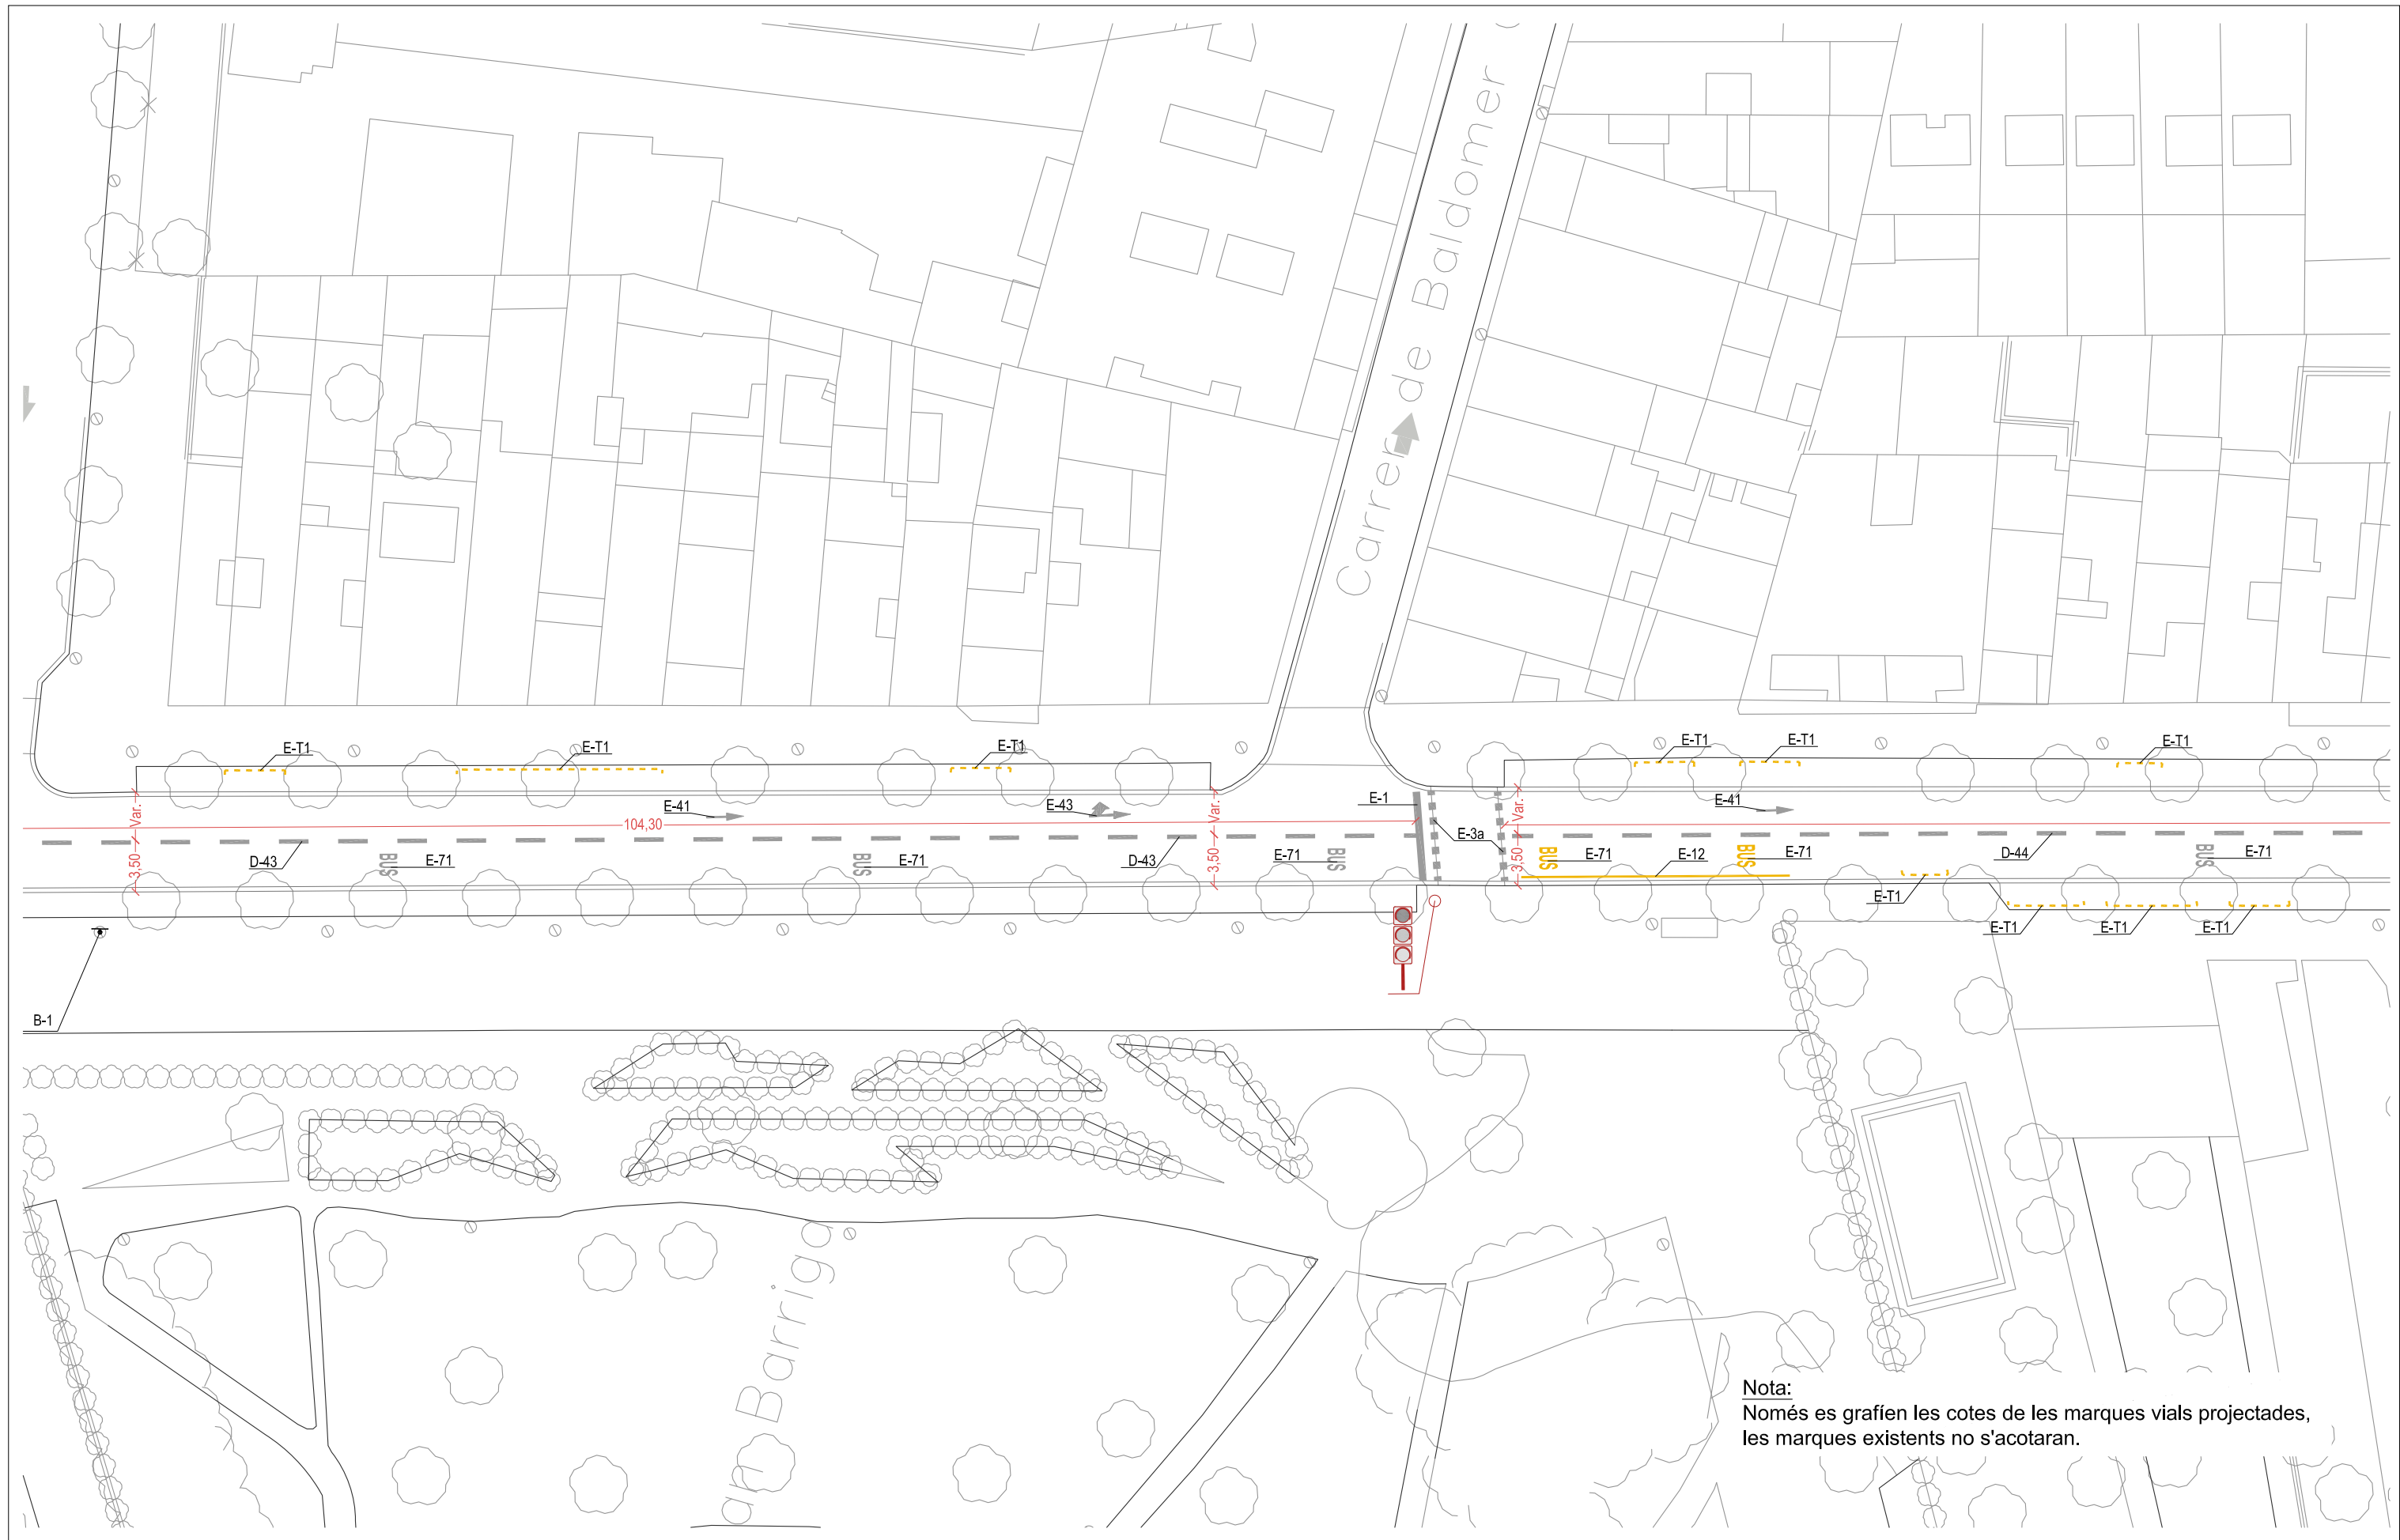 Carrer de Baldomer
E-T1
E-T1
E-T1
E-T1
E-T1
E-T1
Var.
E-41
104,30
E-43
Var.
E-1
E-3a
Var.
E-41
3,50
D-43
BUS
E-71
BUS
E-71
D-43
3,50
E-71
BUS
3,50
BUS
E-71
E-12
BUS
E-71
D-44
BUS
E-71
E-T1
E-T1
E-T1
E-T1
B-1
Barriga
Nota:
Només es grafíen les cotes de les marques vials projectades,
les marques existents no s'acotaran.